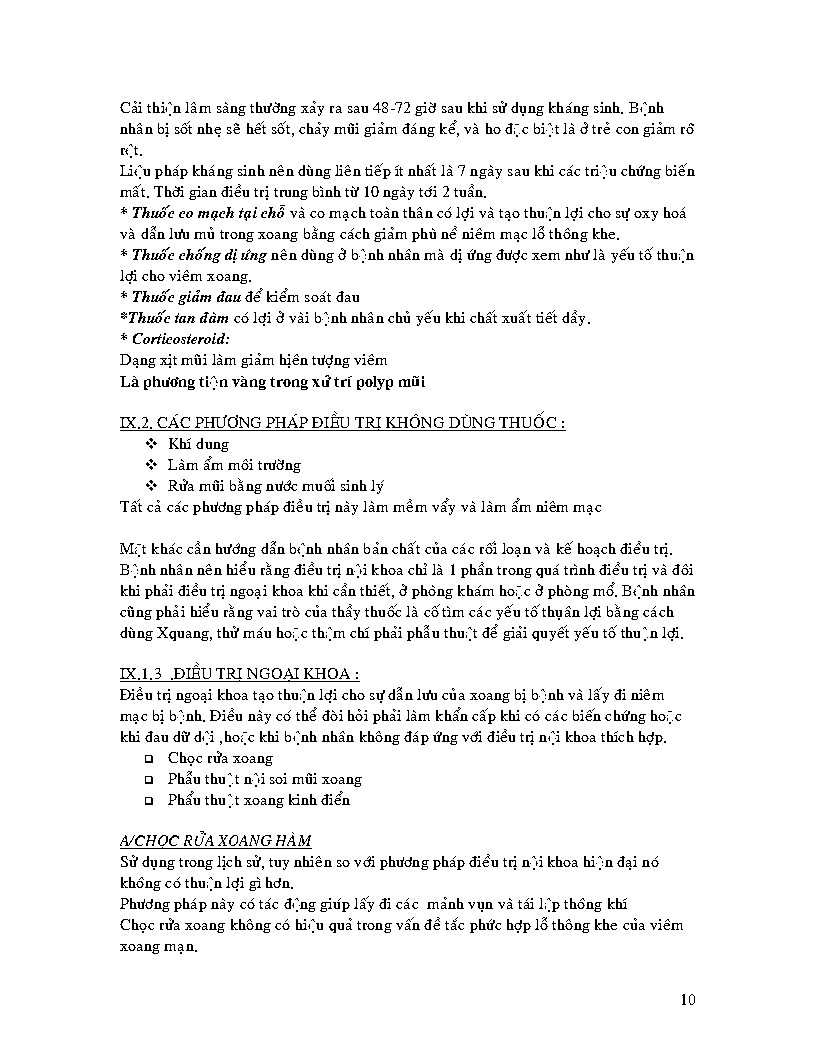 Cải thiện lâm sàng thường xảy ra sau 48-72 giờ sau khi sử dụng kháng sinh. Bệnh
nhân bị sốt nhẹ sẽ hết sốt, chảy mũi giảm đáng kể, và ho đặc biệt là ở trẻ con giảm rõ
rệt.
Liệu pháp kháng sinh nên dùng liên tiếp ít nhất là 7 ngày sau khi các triệu chứng biến
mất. Thời gian điều trị trung bình từ 10 ngày tới 2 tuần.
* Thuốc co mạch tại chỗ và co mạch toàn thân có lợi và tạo thuận lợi cho sự oxy hoá
và dẫn lưu mủ trong xoang bằng cách giảm phù nề niêm mạc lỗ thông khe.
* Thuốc chống dị ứng nên dùng ở bệnh nhân mà dị ứng được xem như là yếu tố thuận
lợi cho viêm xoang.
* Thuốc giảm đau để kiểm soát đau
*Thuốc tan đàm có lợi ở vài bệnh nhân chủ yếu khi chất xuất tiết dầy.
* Corticosteroid:
Dạng xịt mũi làm giảm hiện tượng viêm
Là phương tiện vàng trong xử trí polyp mũi
IX.2. CÁC PHƯƠNG PHÁP ĐIỀU TRỊ KHÔNG DÙNG THUỐC :
❖ Khí dung
❖ Làm ẩm môi trường
❖ Rửa mũi bằng nước muối sinh lý
Tất cả các phương pháp điều trị này làm mềm vẩy và làm ẩm niêm mạc
Mặt khác cần hướng dẫn bệnh nhân bản chất của các rối loạn và kế hoạch điều trị.
Bệnh nhân nên hiểu rằng điều trị nội khoa chỉ là 1 phần trong quá trình điều trị và đôi
khi phải điều trị ngoại khoa khi cần thiết, ở phòng khám hoặc ở phòng mổ. Bệnh nhân
cũng phải hiểu rằng vai trò của thầy thuốc là cố tìm các yếu tố thụân lợi bằng cách
dùng Xquang, thử máu hoặc thậm chí phải phẫu thuật để giải quyết yếu tố thuận lợi.
IX.1.3 .ĐIỀU TRỊ NGOẠI KHOA :
Điều trị ngoại khoa tạo thuận lợi cho sự dẫn lưu của xoang bị bệnh và lấy đi niêm
mạc bị bệnh. Điều này có thể đòi hỏi phải làm khẩn cấp khi có các biến chứng hoặc
khi đau dữ dội ,hoặc khi bệnh nhân không đáp ứng với điều trị nội khoa thích hợp.
❑ Chọc rửa xoang
❑ Phẫu thuật nội soi mũi xoang
❑ Phẩu thuật xoang kinh điển
A/CHỌC RỬA XOANG HÀM
Sử dụng trong lịch sử, tuy nhiên so với phương pháp điều trị nội khoa hiện đại nó
không có thuận lợi gì hơn.
Phương pháp này có tác động giúp lấy đi các mảnh vụn và tái lập thông khí
Chọc rửa xoang không có hiệu quả trong vấn đề tắc phức hợp lỗ thông khe của viêm
xoang mạn.
10